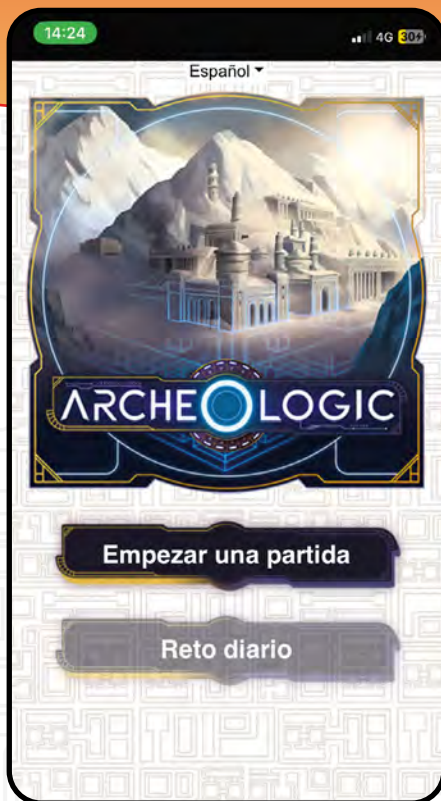 14:24
4G 30
Español
ARCHEOLOGIC
Empezar una partida
Reto diario